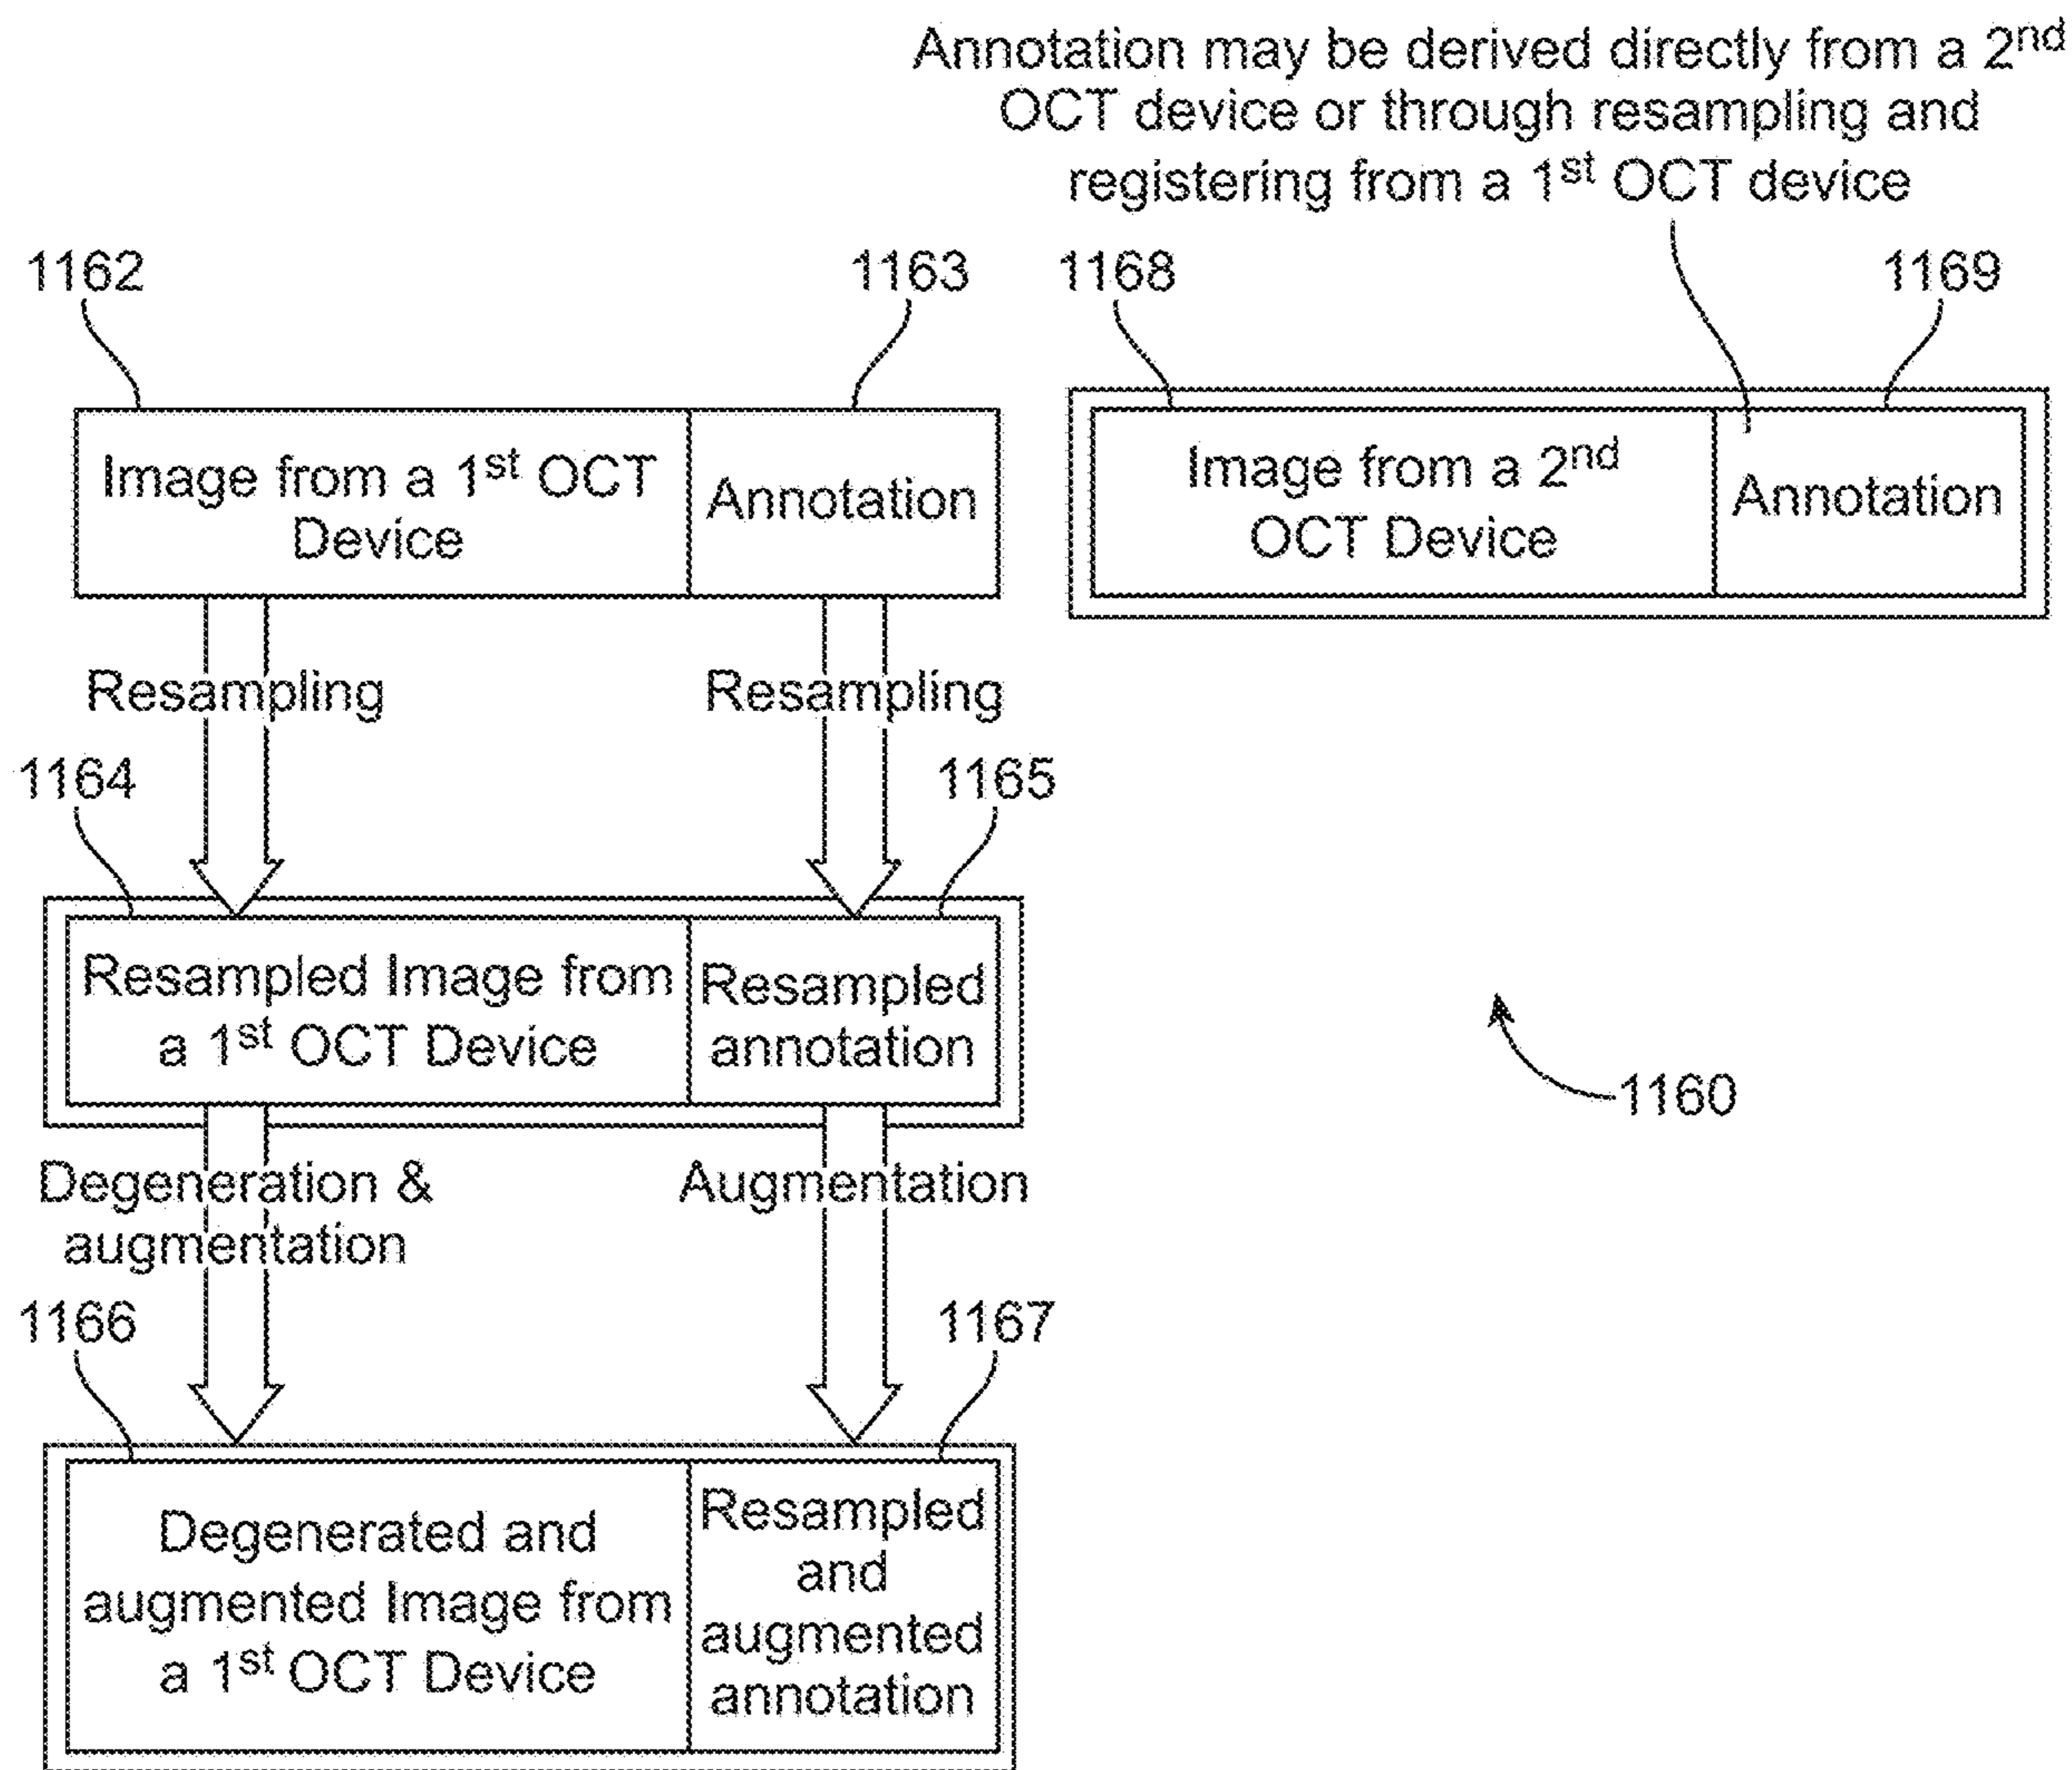 Annotation may be derived directly from a 2nd
OCT device or through resampling and
registering from a 1st OCT device
1162
1163
1168
1169
Image from a 1st OCT
Device
Annotation
Image from a 2nd
OCT Device
Annotation
Resampling
Resampling
1164
1165
Resampled Image from
a 1st OCT Device
Resampled
annotation
1160
Degeneration &
augmentation
Augmentation
1166
1167
Degenerated and
augmented Image from
a 1st OCT Device
Resampled
and
augmented
annotation